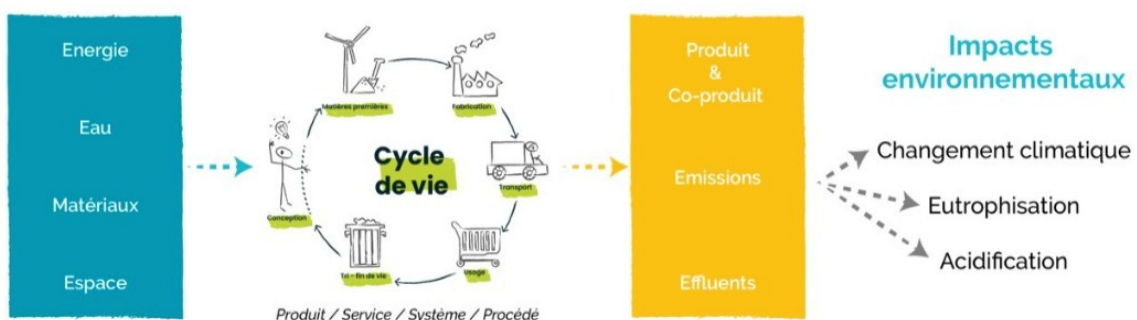 Energie
Eau
Matériaux
Espace
Matières premières
Fabrication
Transport
Usage
Tri - fin de vie
Conception
Cycle
de vie
Produit / Service / Système / Procédé
Produit
&
Co-produit
Emissions
Effluents
Impacts
environnementaux
Changement climatique
Eutrophisation
Acidification